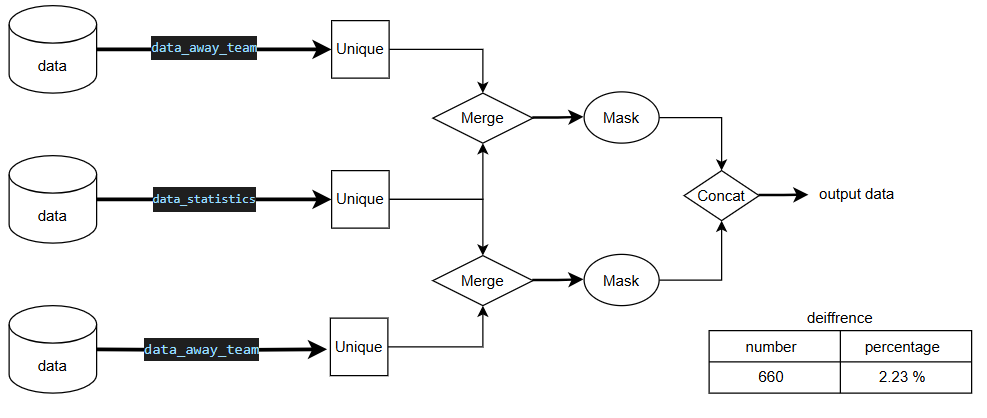 data
data_away_team
Unique
Merge
Mask
data
data_statistics
Unique
Concat
output data
Merge
Mask
data
data_away_team
Unique
deiffrence
number percentage
660 2.23 %